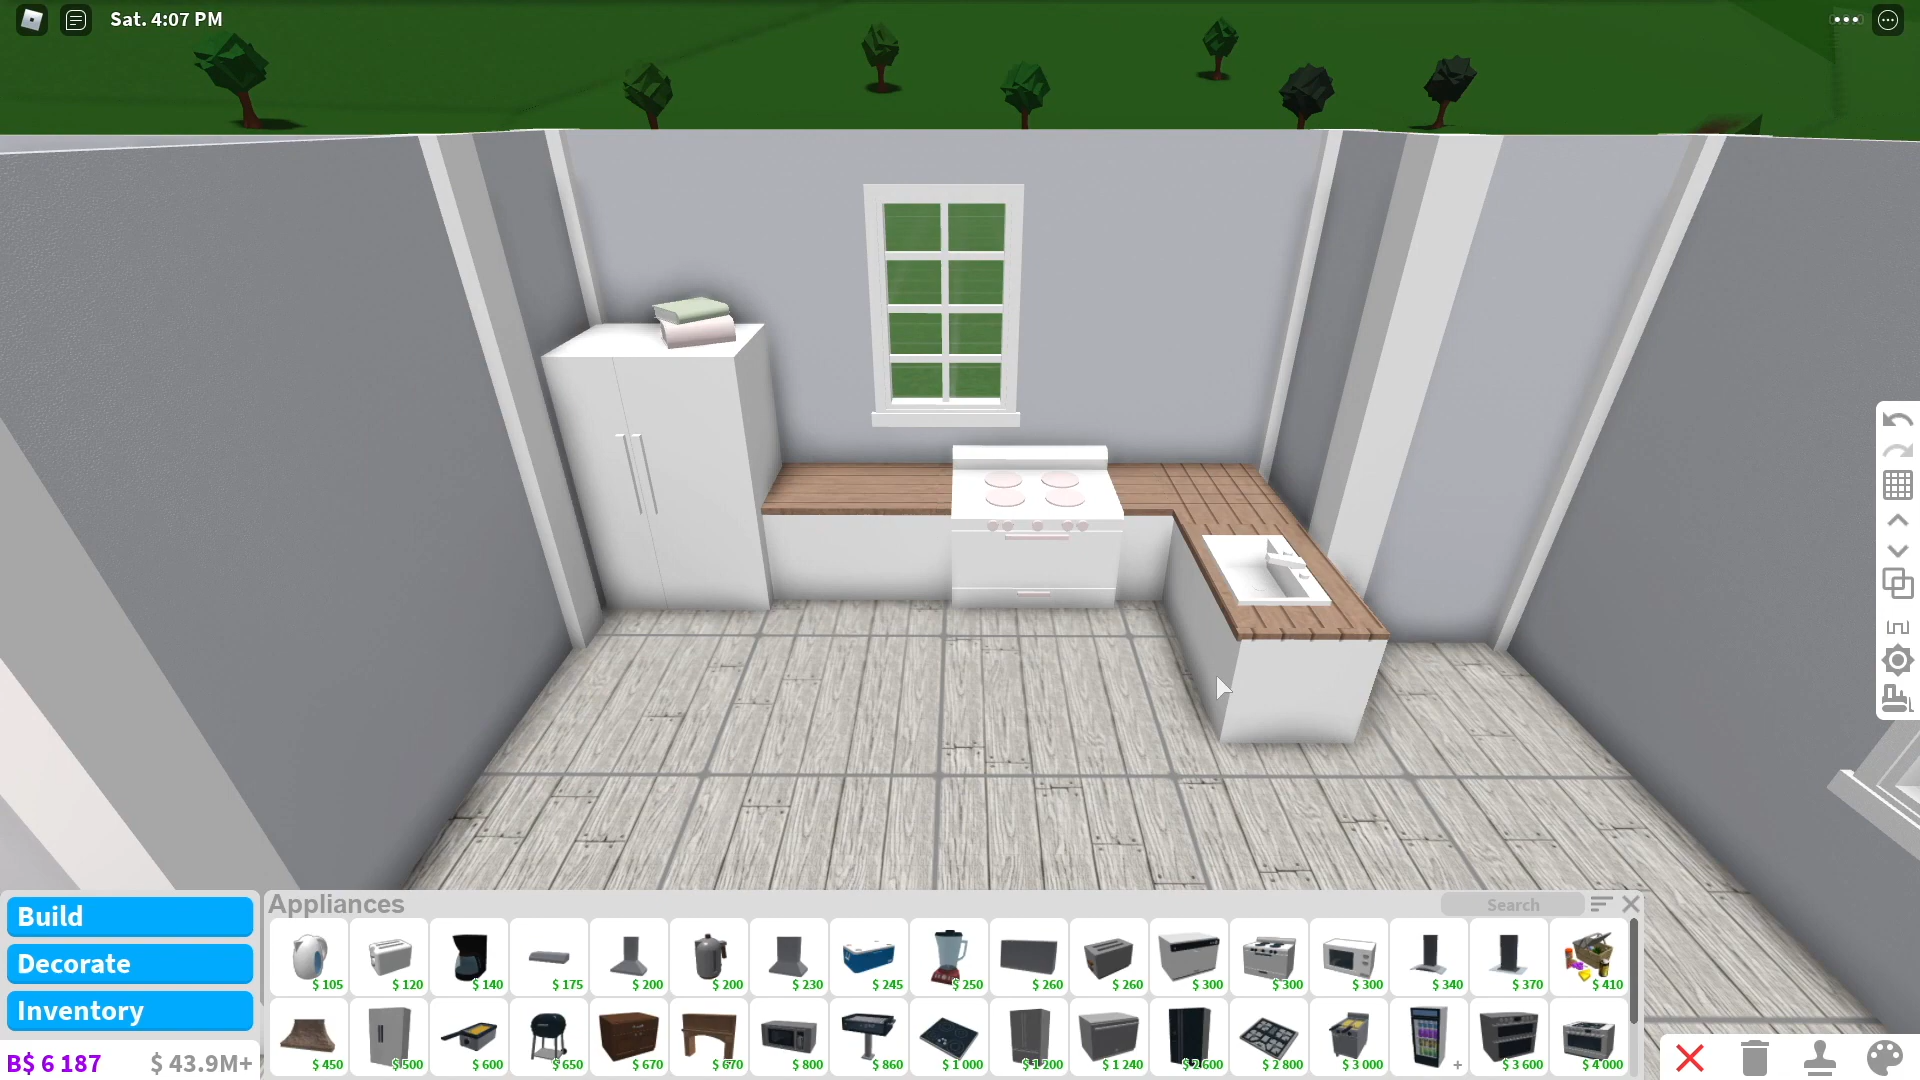 Sat. 4:07 PM
Appliances
Search
Build
Decorate
Inventory
B$ 6 187
$ 43.9M+
$ 105
$ 120
$ 140
$ 175
$ 200
$ 200
$ 230
$ 245
$ 250
$ 260
$ 260
$ 300
$ 300
$ 300
$ 340
$ 370
$ 410
$ 450
$ 500
$ 600
$ 650
$ 670
$ 670
$ 800
$ 860
$ 1 000
$ 1 200
$ 1 240
$ 2 600
$ 2 800
$ 3 000
+
$ 3 600
$ 4 000